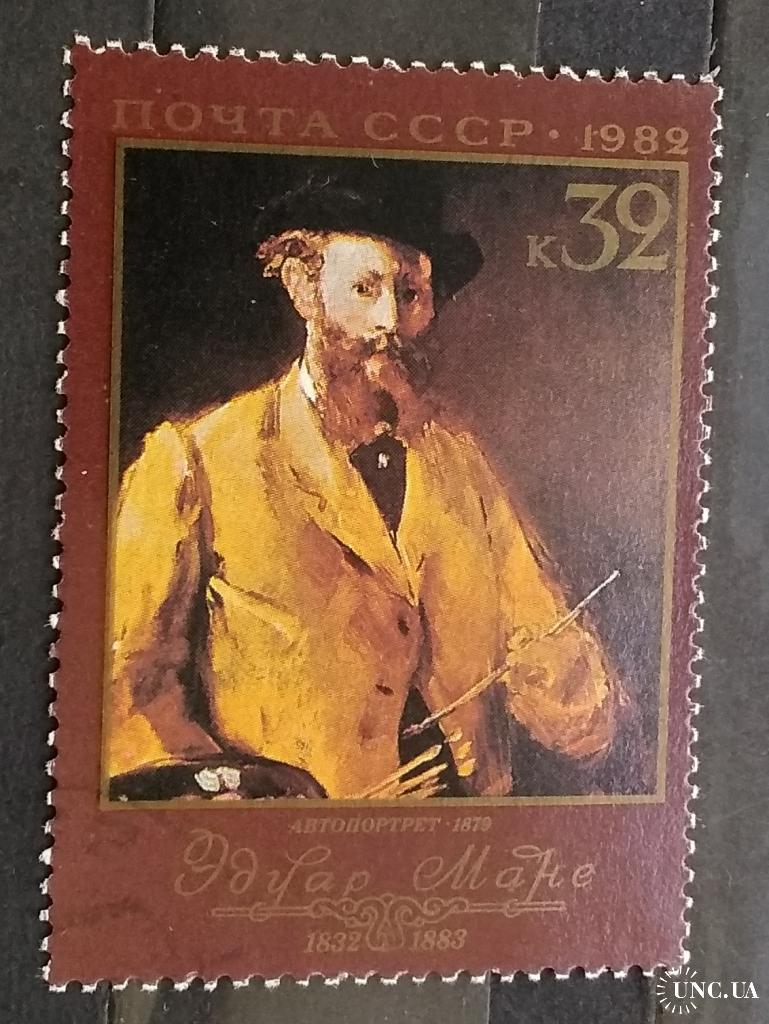 ПОЧТА СССР · 1982
к32
АВТОПОРТРЕТ · 1879
Эдуар Мане
1832 1883
UNC.UA